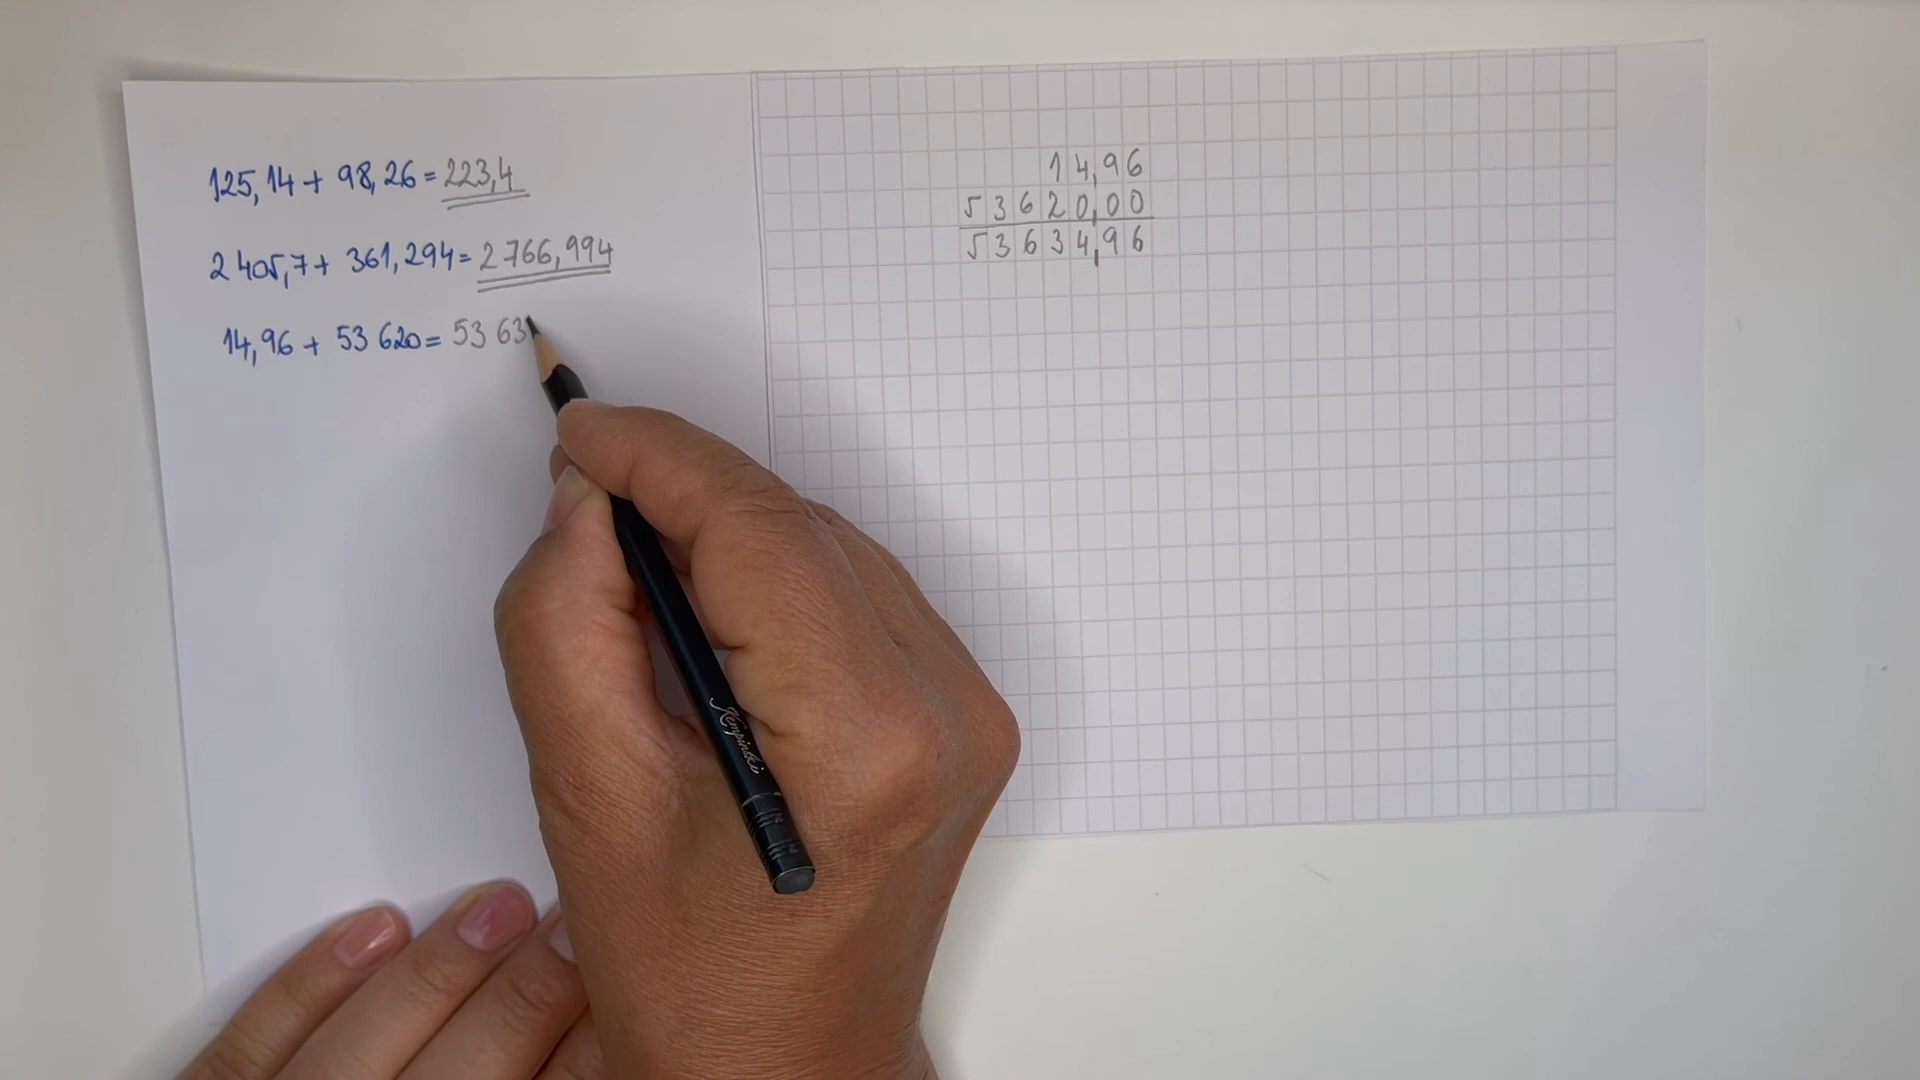 125,14 + 98,26 = 223,4
2 405,7 + 361,294 = 2 766,994
14,96 + 53 620 = 53 63
14,96
53620,00
53634,96
Kempinski